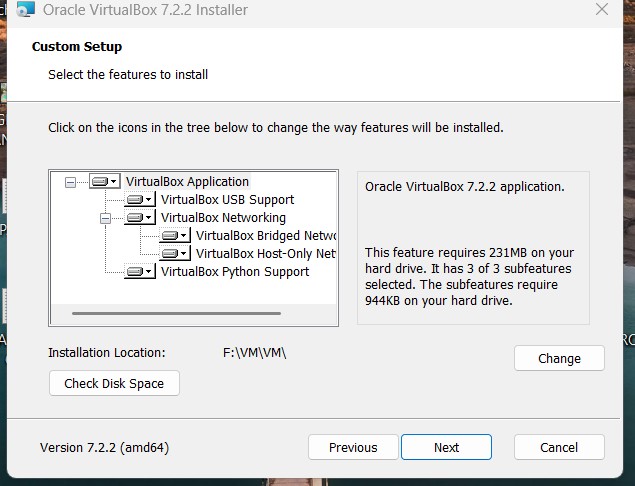 Oracle VirtualBox 7.2.2 Installer
Custom Setup
Select the features to install
Click on the icons in the tree below to change the way features will be installed.
VirtualBox Application
VirtualBox USB Support
VirtualBox Networking
VirtualBox Bridged Netwo
VirtualBox Host-Only Net
VirtualBox Python Support
Oracle VirtualBox 7.2.2 application.
This feature requires 231MB on your
hard drive. It has 3 of 3 subfeatures
selected. The subfeatures require
944KB on your hard drive.
Installation Location:
F:\VM\VM\
Change
Check Disk Space
Version 7.2.2 (amd64)
Previous
Next
Cancel